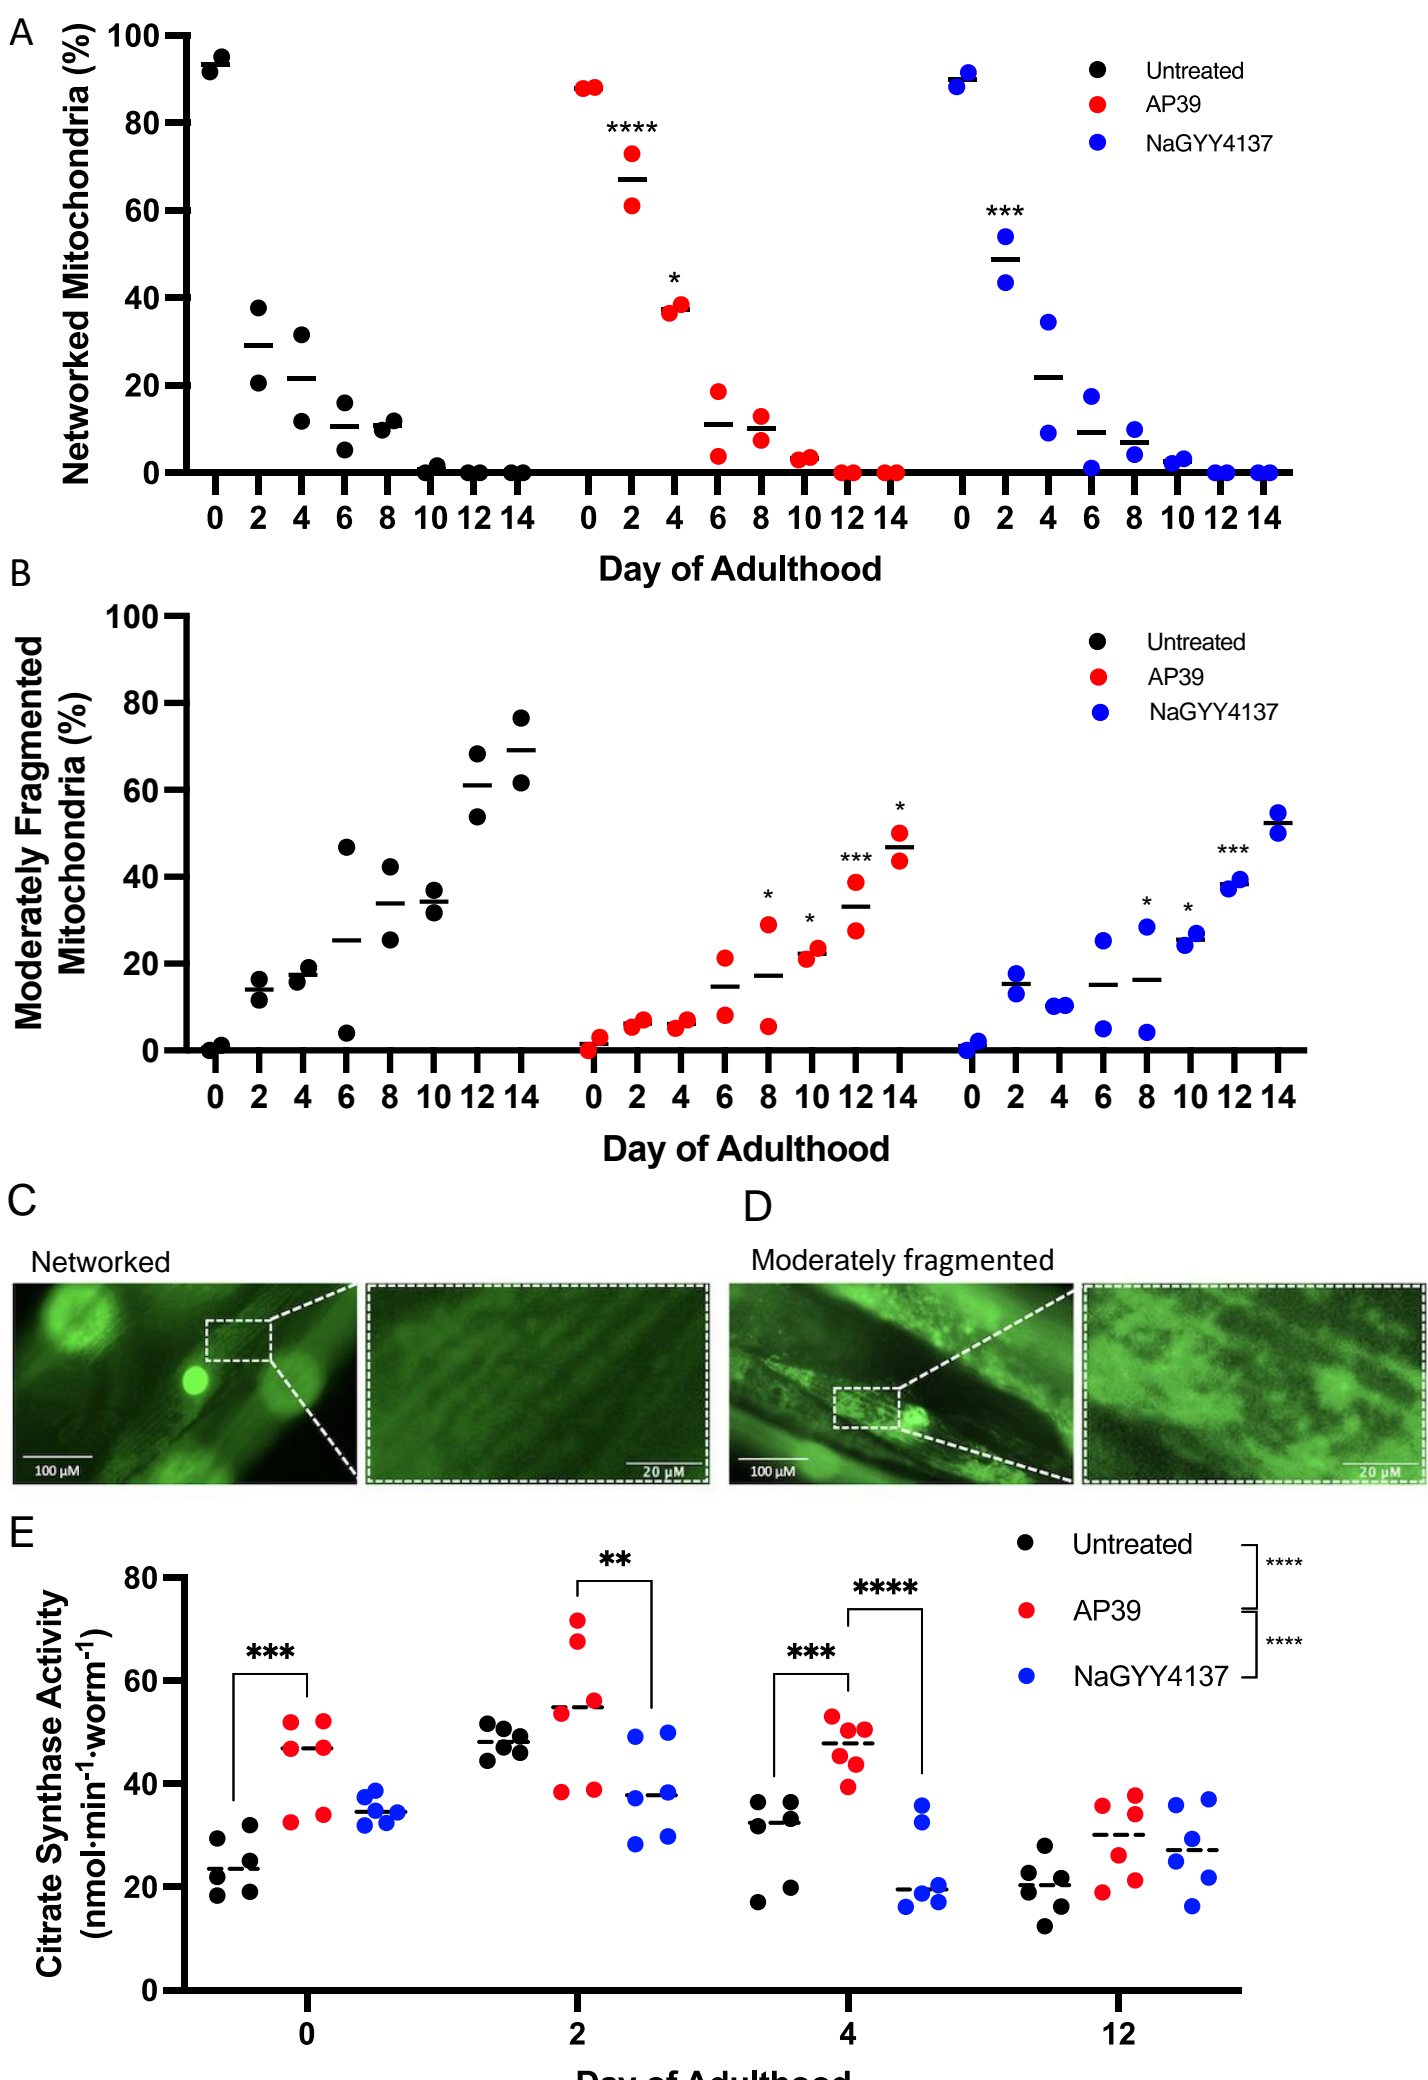 A
Networked Mitochondria (%)
100
80
60
40
20
0
****
*
***
Untreated
AP39
NaGYY4137
0 2 4 6 8 10 12 14 0 2 4 6 8 10 12 14 0 2 4 6 8 10 12 14
Day of Adulthood
B
Moderately Fragmented
Mitochondria (%)
100
80
60
40
20
0
*
*
***
*
*
*
***
Untreated
AP39
NaGYY4137
0 2 4 6 8 10 12 14 0 2 4 6 8 10 12 14 0 2 4 6 8 10 12 14
Day of Adulthood
C
Networked
100 µM
20 µM
D
Moderately fragmented
100 µM
20 µM
E
Citrate Synthase Activity
(nmol·min-1·worm-1)
80
60
40
20
0
***
**
***
****
Untreated
AP39
NaGYY4137
****
****
0 2 4 12
Day of Adulthood